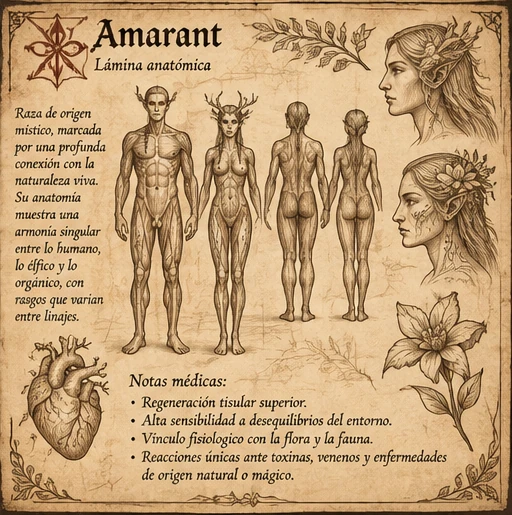 Amarant
Lámina anatómica
Raza de origen
místico, marcada
por una profunda
conexión con la
naturaleza viva.
Su anatomía
muestra una
armonía singular
entre lo humano,
lo élfico y lo
orgánico, con
rasgos que varían
entre linajes.
Notas médicas:
• Regeneración tisular superior.
• Alta sensibilidad a desequilibrios del entorno.
• Vínculo fisiologico con la flora y la fauna.
• Reacciones únicas ante toxinas, venenos y enfermedades
de origen natural o mágico.